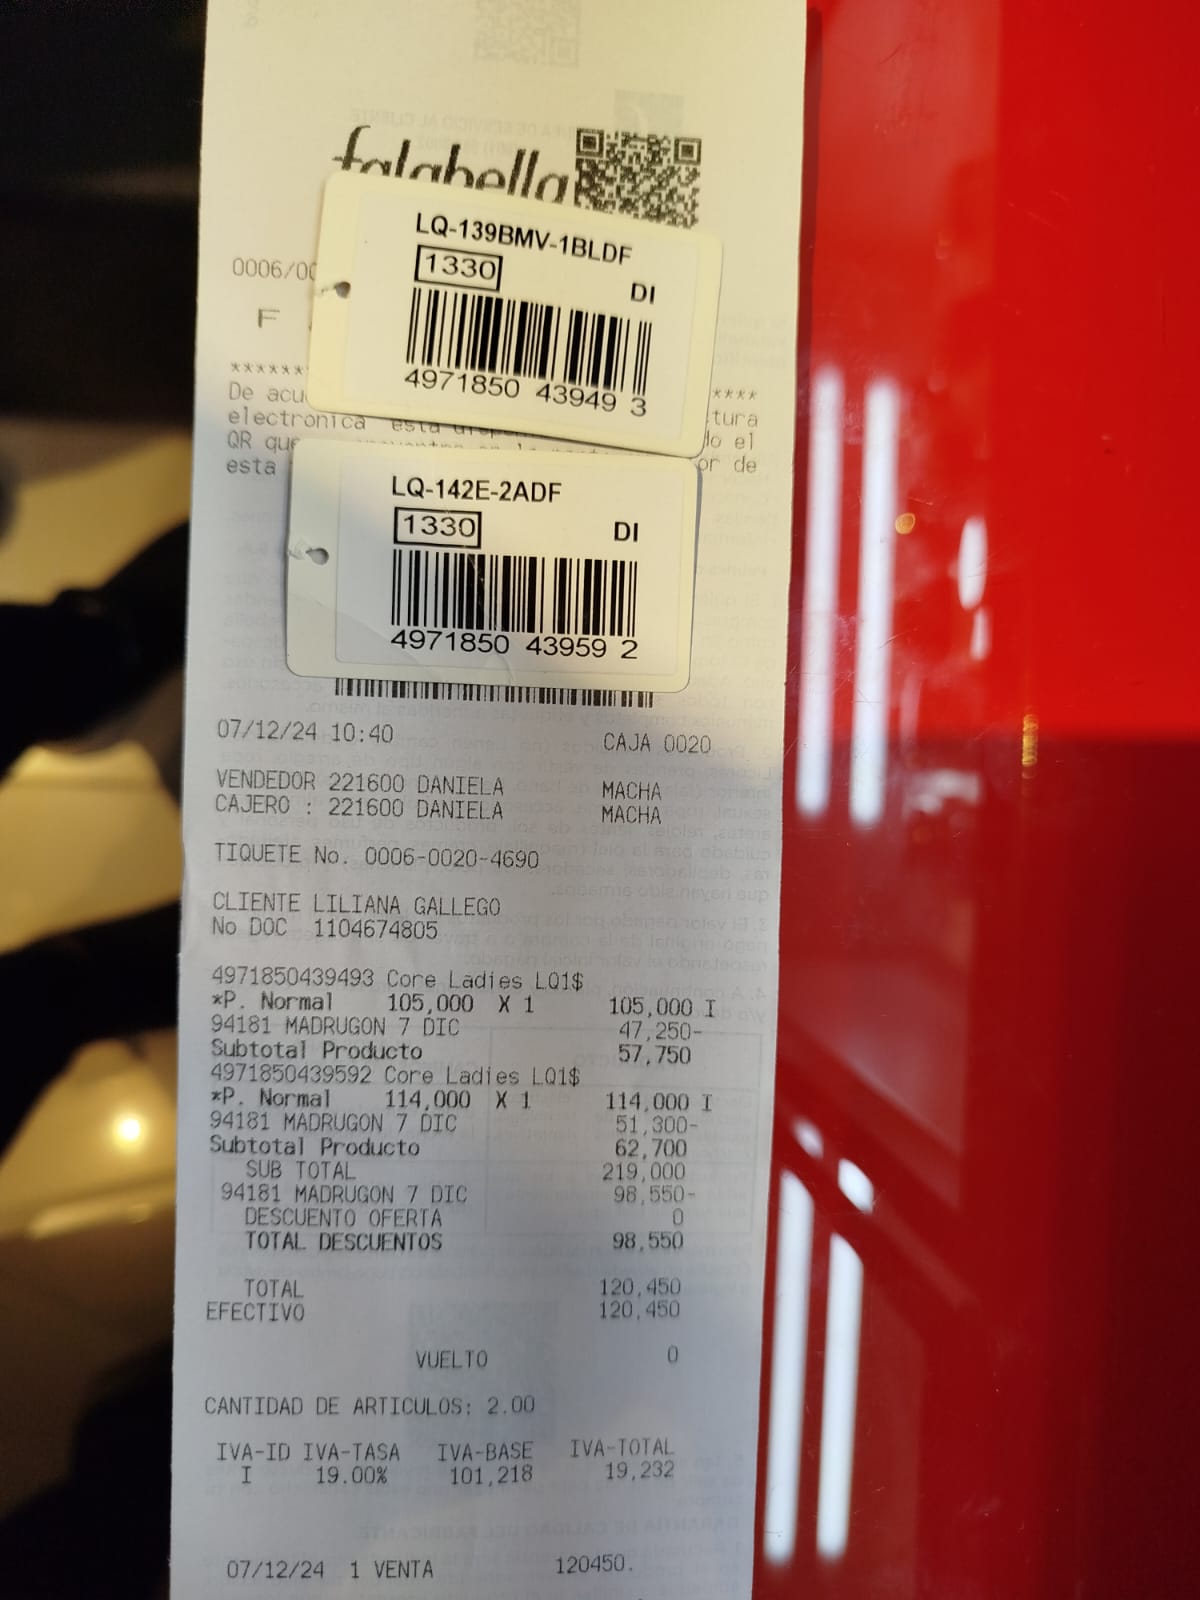 falabella
LQ-139BMV-1BLDF
1330
DI
4971850 43949 3
0006/00
F
****** ****
De acu tura
electronica esta el
QR que or de
esta
LQ-142E-2ADF
1330
DI
4971850 43959 2
07/12/24 10:40 CAJA 0020
VENDEDOR 221600 DANIELA MACHA
CAJERO : 221600 DANIELA MACHA
TIQUETE No. 0006-0020-4690
CLIENTE LILIANA GALLEGO
No DOC 1104674805
4971850439493 Core Ladies LQ1$
*P. Normal 105,000 X 1 105,000 I
94181 MADRUGON 7 DIC 47,250-
Subtotal Producto 57,750
4971850439592 Core Ladies LQ1$
*P. Normal 114,000 X 1 114,000 I
94181 MADRUGON 7 DIC 51,300-
Subtotal Producto 62,700
SUB TOTAL 219,000
94181 MADRUGON 7 DIC 98,550-
DESCUENTO OFERTA 0
TOTAL DESCUENTOS 98,550
TOTAL 120,450
EFECTIVO 120,450
VUELTO 0
CANTIDAD DE ARTICULOS: 2.00
IVA-ID IVA-TASA IVA-BASE IVA-TOTAL
I 19.00% 101,218 19,232
07/12/24 1 VENTA 120450.